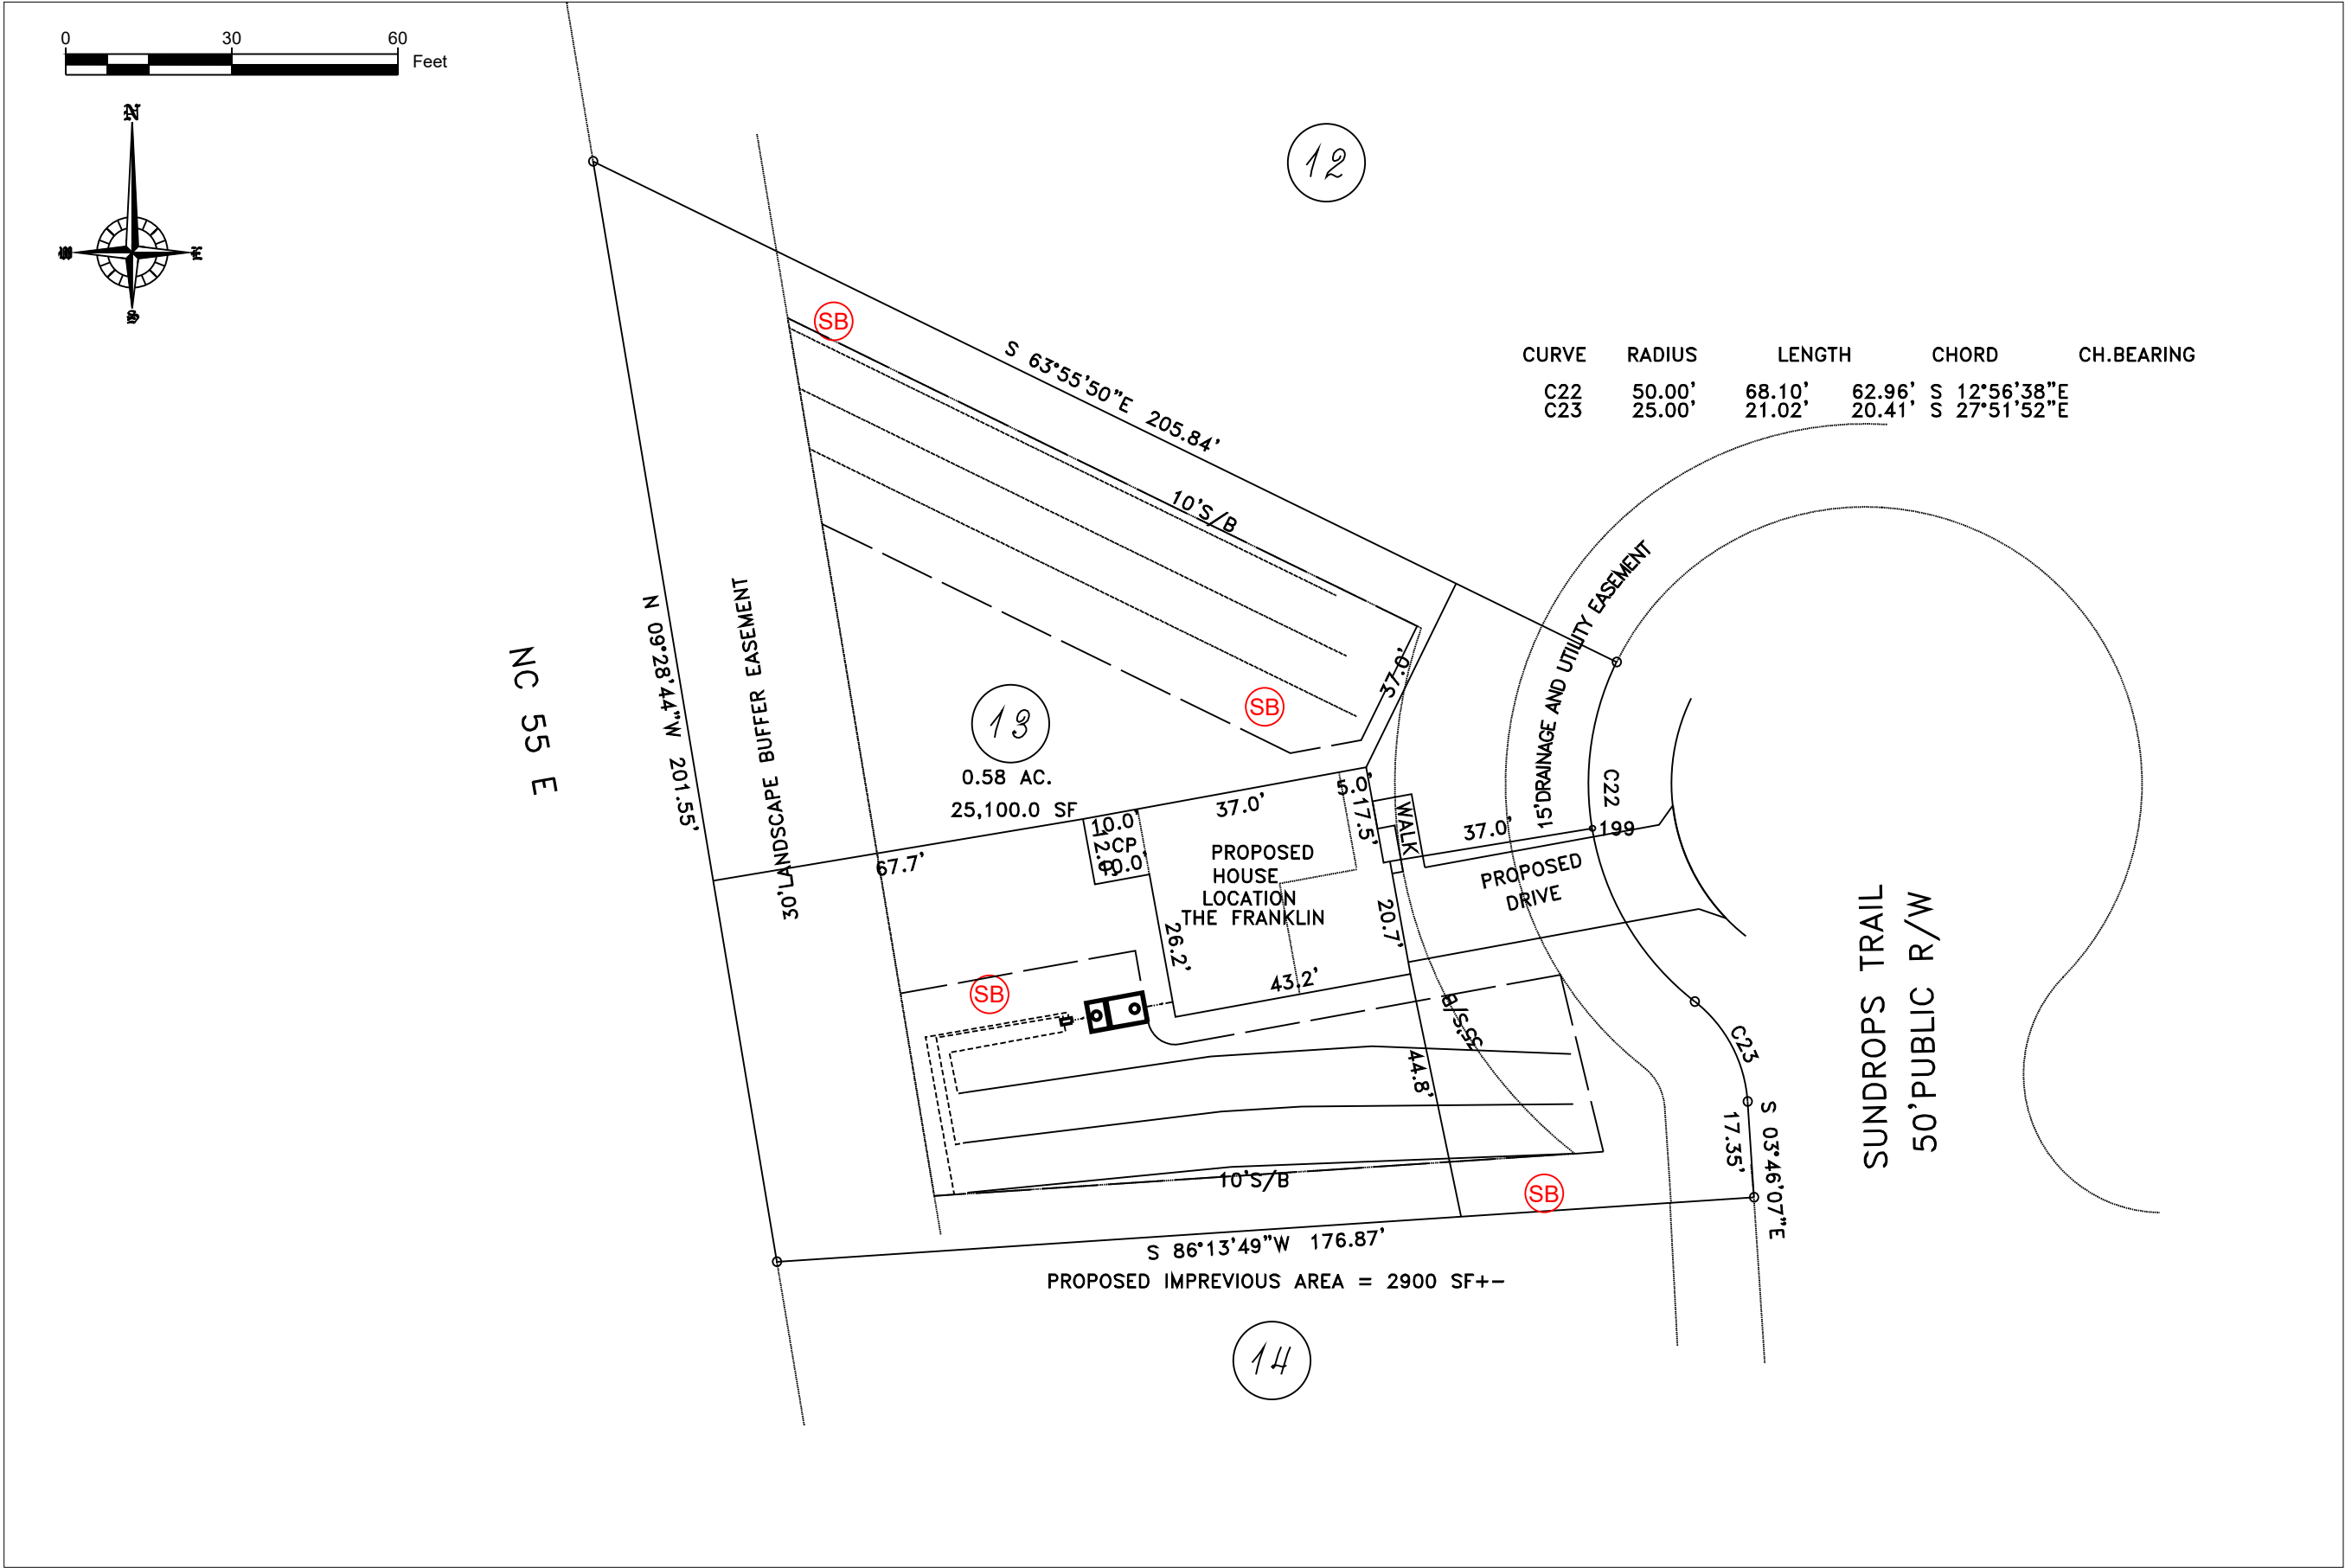 0 30 60 Feet
N
W E
S
12
CURVE RADIUS LENGTH CHORD CH.BEARING
C22 50.00' 68.10' 62.96' S 12°56'38"E
C23 25.00' 21.02' 20.41' S 27°51'52"E
SB
S 63°55'50"E 205.84'
10'S/B
15'DRAINAGE AND UTILITY EASEMENT
NC 55 E
N 09°28'44"W 201.55'
30'LANDSCAPE BUFFER EASEMENT
37.0'
SB
13
0.58 AC.
25,100.0 SF
67.7'
10.0'
12.0'
CP
10.0'
37.0'
5.0'
17.5'
WALK
37.0'
C22
199
PROPOSED
HOUSE
LOCATION
THE FRANKLIN
PROPOSED
DRIVE
26.2'
20.7'
43.2'
SB
35'S/B
44.8'
C23
S 03°46'07"E
17.35'
SUNDROPS TRAIL
50'PUBLIC R/W
10'S/B
SB
S 86°13'49"W 176.87'
PROPOSED IMPREVIOUS AREA = 2900 SF+-
14